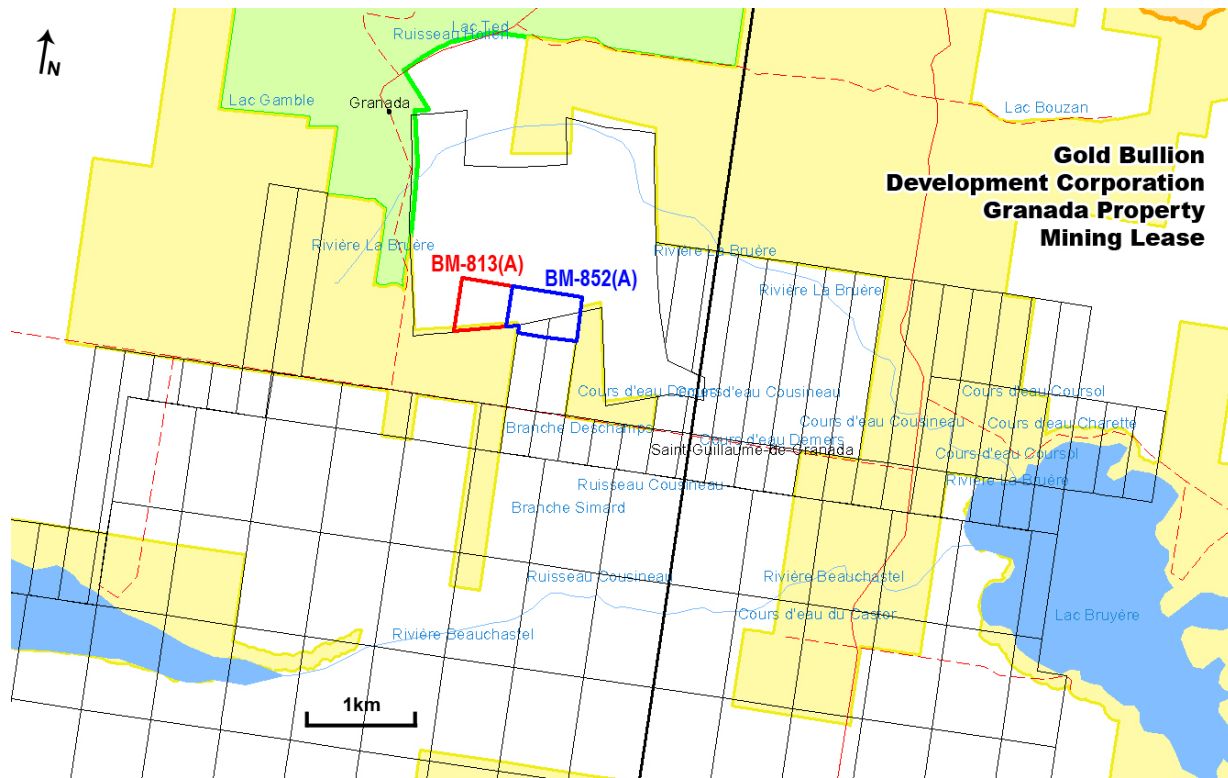 Lac Ted
Ruisseau Hollen
N
Lac Gamble
Granada
Lac Bouzan
Gold Bullion
Development Corporation
Granada Property
Mining Lease
Rivière La Bruère
Rivière La Bruère
BM-813(A)
BM-852(A)
Rivière La Bruère
Cours d'eau Demers
Cours d'eau Cousineau
Cours d'eau Coursol
Branche Deschamps
Cours d'eau Cousineau
Cours d'eau Charette
Cours d'eau Demers
Saint-Guillaume-de-Granada
Cours d'eau Coursol
Ruisseau Cousineau
Rivière La Bruère
Branche Simard
Ruisseau Cousineau
Rivière Beauchastel
Cours d'eau du Castor
Lac Bruyère
Rivière Beauchastel
1km